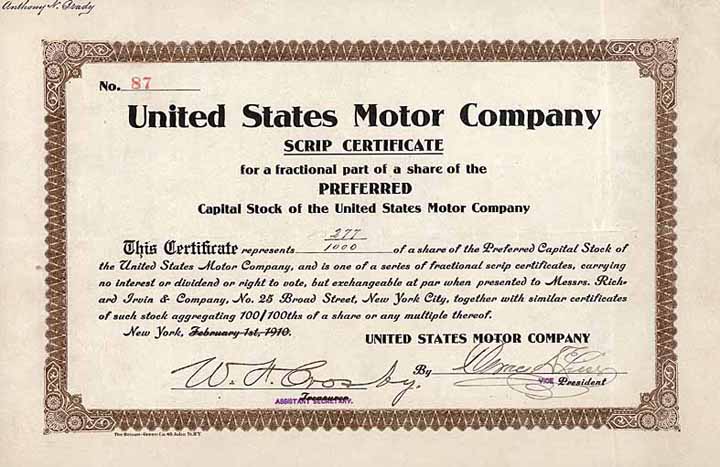 Anthony N. Brady
No. 87
United States Motor Company
SCRIP CERTIFICATE
for a fractional part of a share of the
PREFERRED
Capital Stock of the United States Motor Company
This Certificate represents 277/1000 of a share of the Preferred Capital Stock of
the United States Motor Company, and is one of a series of fractional scrip certificates, carrying
no interest or dividend or right to vote, but exchangeable at par when presented to Messrs. Rich-
ard Irvin & Company, No. 25 Broad Street, New York City, together with similar certificates
of such stock aggregating 100/100ths of a share or any multiple thereof.
New York, February 1st, 1910.
UNITED STATES MOTOR COMPANY
W. A. Crosby.
By
VICE President
Treasurer
ASSISTANT SECRETARY.